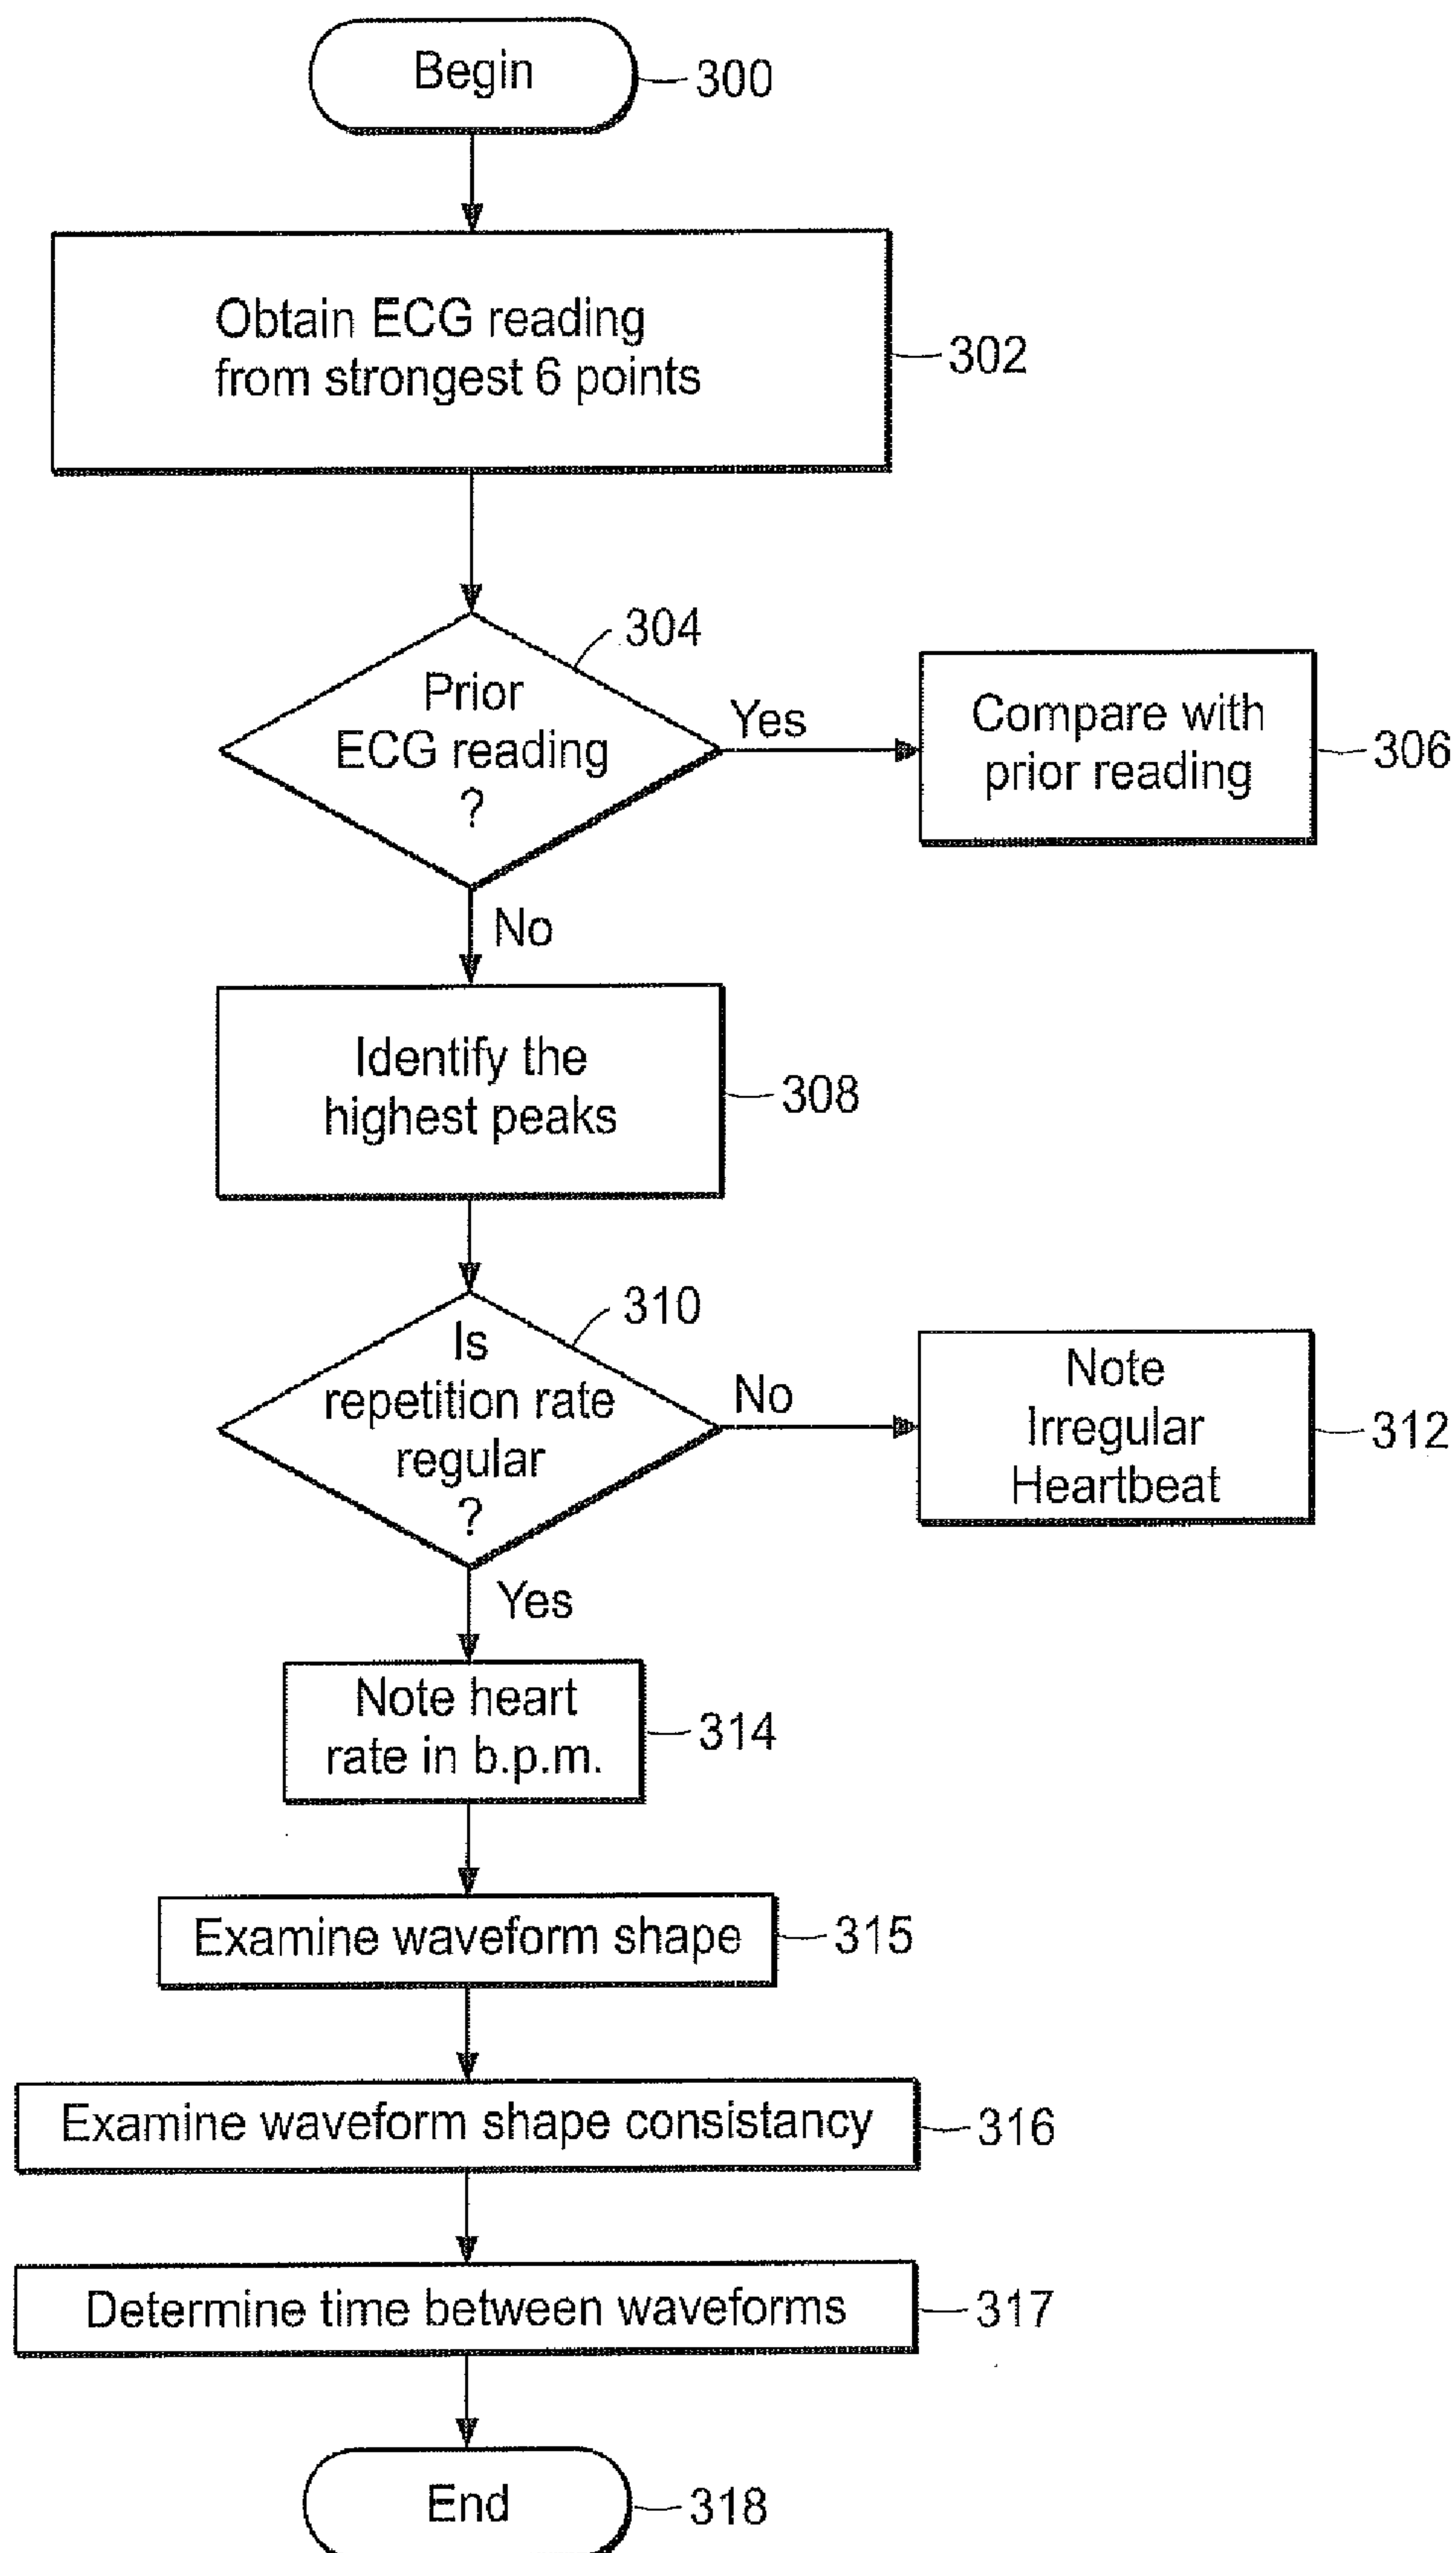 Begin
300
Obtain ECG reading
from strongest 6 points
302
304
Prior
ECG reading
?
Yes
Compare with
prior reading
306
No
Identify the
highest peaks
308
310
Is
repetition rate
regular
?
No
Note
Irregular
Heartbeat
312
Yes
Note heart
rate in b.p.m.
314
Examine waveform shape
315
Examine waveform shape consistancy
316
Determine time between waveforms
317
End
318